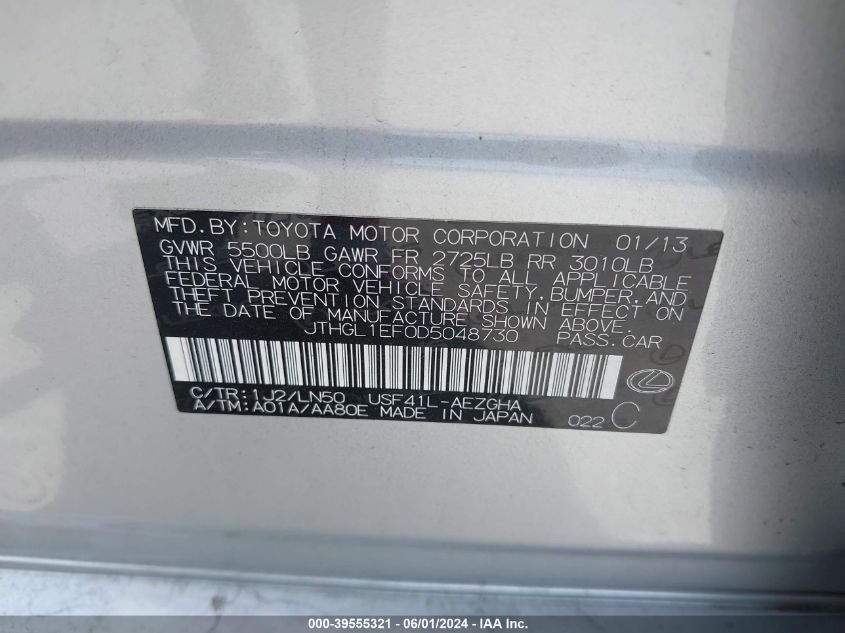 MFD. BY: TOYOTA MOTOR CORPORATION 01/13
GVWR 5500LB GAWR FR 2725LB RR 3010LB
THIS VEHICLE CONFORMS TO ALL APPLICABLE
FEDERAL MOTOR VEHICLE SAFETY, BUMPER, AND
THEFT PREVENTION STANDARDS IN EFFECT ON
THE DATE OF MANUFACTURE SHOWN ABOVE.
JTHGL1EF0D5048730 PASS. CAR
C/TR: 1J2/LN50 USF41L-AEZGHA
A/TM: A01A/AA80E MADE IN JAPAN 022 C
000-39555321 - 06/01/2024 - IAA Inc.